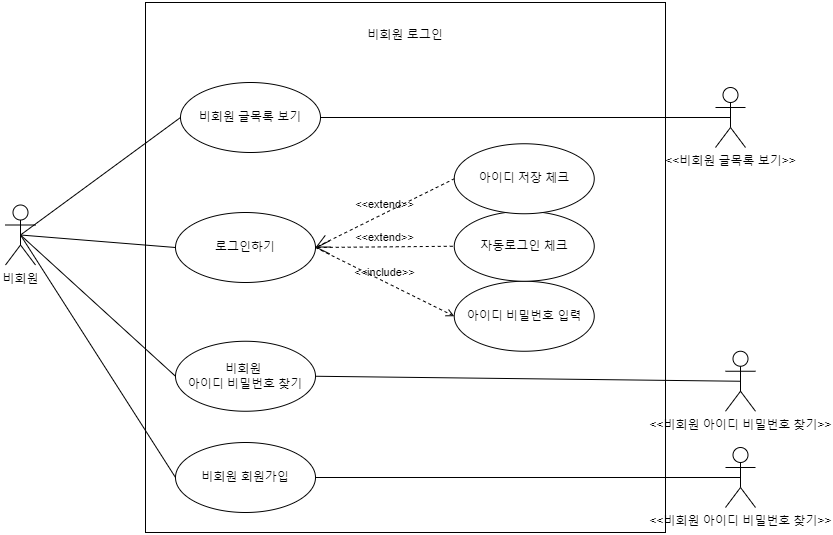 비회원 로그인
비회원 글목록 보기
<<비회원 글목록 보기>>
아이디 저장 체크
<<extend>>
비회원
로그인하기
<<extend>>
자동로그인 체크
<<include>>
아이디 비밀번호 입력
비회원
아이디 비밀번호 찾기
<<비회원 아이디 비밀번호 찾기>>
비회원 회원가입
<<비회원 아이디 비밀번호 찾기>>